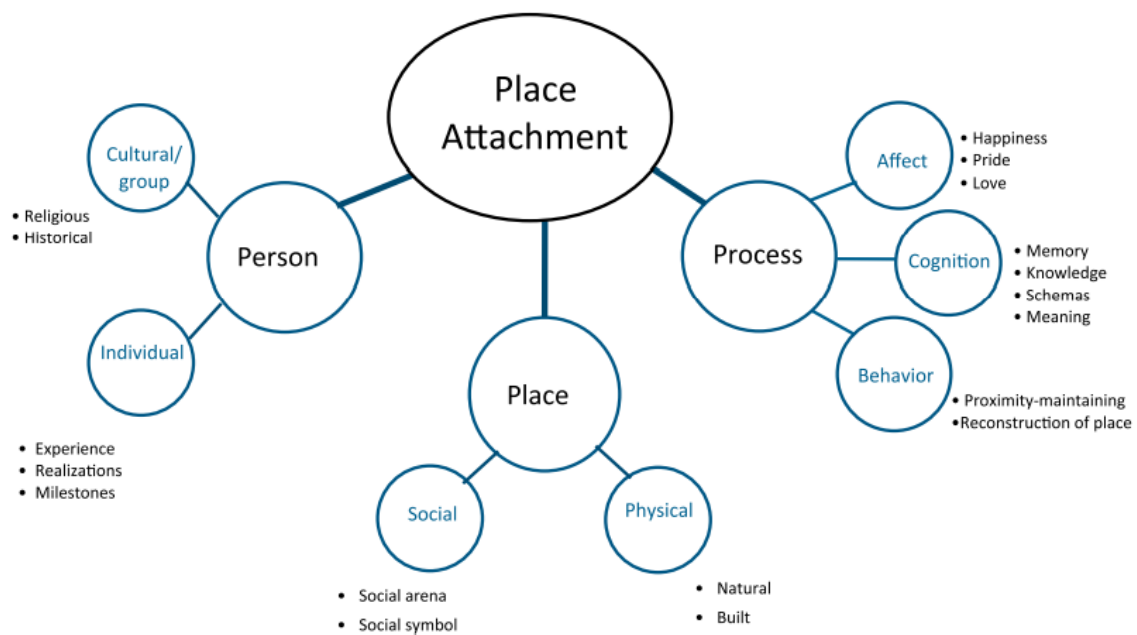 Place
Attachment
Cultural/
group
• Religious
• Historical
Person
Individual
• Experience
• Realizations
• Milestones
Place
Social
• Social arena
• Social symbol
Physical
• Natural
• Built
Process
Affect
• Happiness
• Pride
• Love
Cognition
• Memory
• Knowledge
• Schemas
• Meaning
Behavior
• Proximity-maintaining
•Reconstruction of place